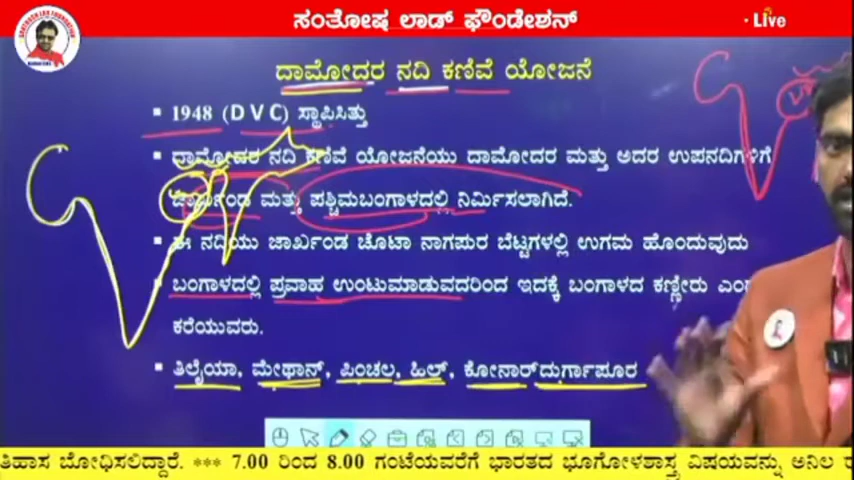 ಸಂತೋಷ ಲಾಡ್ ಫೌಂಡೇಶನ್
Live
ದಾಮೋದರ ನದಿ ಕಣಿವೆ ಯೋಜನೆ
1948 (DVC) ಸ್ಥಾಪಿಸಿತ್ತು
ದಾಮೋದರ ನದಿ ಕಣಿವೆ ಯೋಜನೆಯು ದಾಮೋದರ ಮತ್ತು ಅದರ ಉಪನದಿಗಳಿಗೆ
ಜಾರ್ಖಂಡ ಮತ್ತು ಪಶ್ಚಿಮಬಂಗಾಳದಲ್ಲಿ ನಿರ್ಮಿಸಲಾಗಿದೆ.
ಈ ನದಿಯು ಜಾರ್ಖಂಡ ಚೊಟಾ ನಾಗಪುರ ಬೆಟ್ಟಗಳಲ್ಲಿ ಉಗಮ ಹೊಂದುವುದು
ಬಂಗಾಳದಲ್ಲಿ ಪ್ರವಾಹ ಉಂಟುಮಾಡುವದರಿಂದ ಇದಕ್ಕೆ ಬಂಗಾಳದ ಕಣ್ಣೀರು
ಕರೆಯುವರು.
ತಿಲೈಯಾ, ಮೇಥಾನ್, ಪಿಂಚಲ, ಹಿಲ್, ಕೋನಾರ್ ದುರ್ಗಾಪೂರ
ತಿಹಾಸ ಬೋಧಿಸಲಿದ್ದಾರೆ. *** 7.00 ರಿಂದ 8.00 ಗಂಟೆಯವರೆಗೆ ಭಾರತದ ಭೂಗೋಳಶಾಸ್ತ್ರ ವಿಷಯವನ್ನು ಅನಿಲ